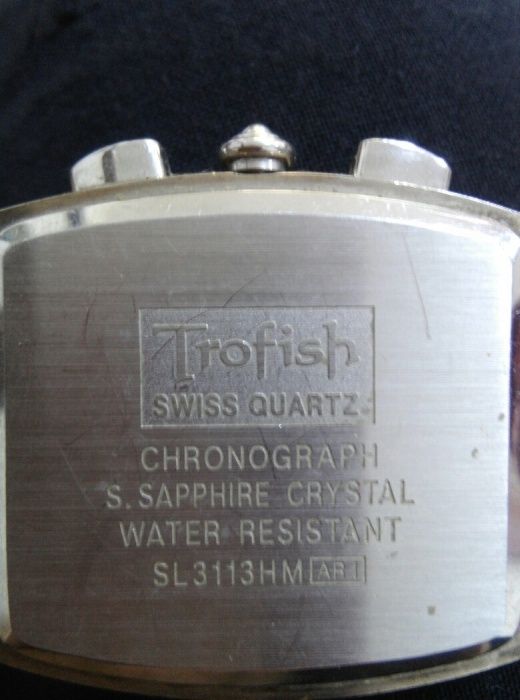 Trofish
SWISS QUARTZ
CHRONOGRAPH
S. SAPPHIRE CRYSTAL
WATER RESISTANT
SL3113HM